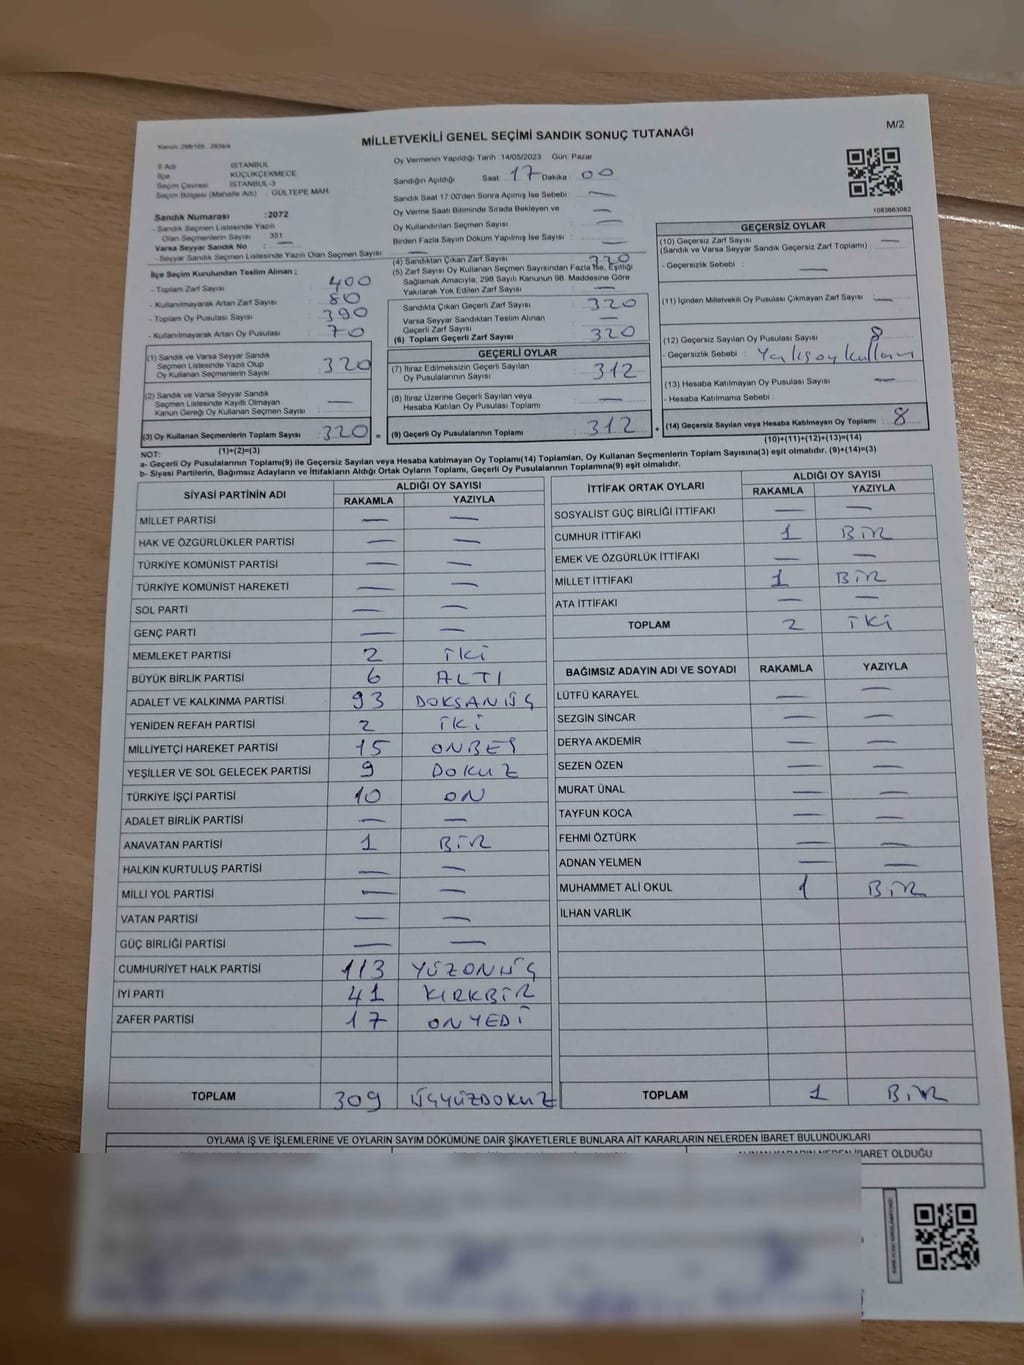 MİLLETVEKİLİ GENEL SEÇİMİ SANDIK SONUÇ TUTANAĞI
M/2
İl Adı İSTANBUL
İlçe KÜÇÜKÇEKMECE
Seçim Çevresi İSTANBUL-3
Seçim Bölgesi (Mahalle Adı) : GÜLTEPE MAH.
Sandık Numarası :2072
- Sandık Seçmen Listesinde Yazılı
Olan Seçmenlerin Sayısı 351
Varsa Seyyar Sandık No : —
- Seyyar Sandık Seçmen Listesinde Yazılı Olan Seçmen Sayısı : —
Oy Vermenin Yapıldığı Tarih :14/05/2023 Gün: Pazar
Sandığın Açıldığı Saat :17 Dakika : 00
Sandık Saat 17:00'den Sonra Açılmış İse Sebebi : —
Oy Verme Saati Bitiminde Sırada Bekleyen ve
Oy Kullandırılan Seçmen Sayısı : —
Birden Fazla Sayım Döküm Yapılmış İse Sayısı : —
1083663062
İlçe Seçim Kurulundan Teslim Alınan ;
- Toplam Zarf Sayısı : 400
- Kullanılmayarak Artan Zarf Sayısı : 80
- Toplam Oy Pusulası Sayısı : 390
- Kullanılmayarak Artan Oy Pusulası : 70
(1) Sandık ve Varsa Seyyar Sandık
Seçmen Listesinde Yazılı Olup
Oy Kullanan Seçmenlerin Sayısı : 320
(2) Sandık ve Varsa Seyyar Sandık
Seçmen Listesinde Kayıtlı Olmayan
Kanun Gereği Oy Kullanan Seçmen Sayısı : —
(3) Oy Kullanan Seçmenlerin Toplam Sayısı : 320 =
(1)+(2)=(3)
(4) Sandıktan Çıkan Zarf Sayısı : 320
(5) Zarf Sayısı Oy Kullanan Seçmen Sayısından Fazla İse, Eşitliği
Sağlamak Amacıyla, 298 Sayılı Kanunun 98. Maddesine Göre
Yakılarak Yok Edilen Zarf Sayısı : —
Sandıkta Çıkan Geçerli Zarf Sayısı : 320
Varsa Seyyar Sandıktan Teslim Alınan
Geçerli Zarf Sayısı : —
(6) Toplam Geçerli Zarf Sayısı : 320
GEÇERLİ OYLAR
(7) İtiraz Edilmeksizin Geçerli Sayılan
Oy Pusulalarının Sayısı : 312
(8) İtiraz Üzerine Geçerli Sayılan veya
Hesaba Katılan Oy Pusulaları Toplamı : —
(9) Geçerli Oy Pusulalarının Toplamı : 312 +
GEÇERSİZ OYLAR
(10) Geçersiz Zarf Sayısı : —
(Sandık ve Varsa Seyyar Sandık Geçersiz Zarf Toplamı)
- Geçersizlik Sebebi : —
(11) İçinden Milletvekili Oy Pusulası Çıkmayan Zarf Sayısı : —
(12) Geçersiz Sayılan Oy Pusulası Sayısı : 8
- Geçersizlik Sebebi :
(13) Hesaba Katılmayan Oy Pusulası Sayısı : —
- Hesaba Katılmama Sebebi :
(14) Geçersiz Sayılan veya Hesaba Katılmayan Oy Toplamı : 8
(10)+(11)+(12)+(13)=(14)
NOT:
a- Geçerli Oy Pusulalarının Toplamı(9) ile Geçersiz Sayılan veya Hesaba Katılmayan Oy Toplamı(14) Toplamları, Oy Kullanan Seçmenlerin Toplam Sayısına(3) eşit olmalıdır. (9)+(14)=(3)
b- Siyasi Partilerin, Bağımsız Adayların ve İttifakların Aldığı Ortak Oyların Toplamı, Geçerli Oy Pusulalarının Toplamına(9) eşit olmalıdır.
SİYASİ PARTİNİN ADI ALDIĞI OY SAYISI
RAKAMLA YAZIYLA
MİLLET PARTİSİ — —
HAK VE ÖZGÜRLÜKLER PARTİSİ — —
TÜRKİYE KOMÜNİST PARTİSİ — —
TÜRKİYE KOMÜNİST HAREKETİ — —
SOL PARTİ — —
GENÇ PARTİ — —
MEMLEKET PARTİSİ 2 İKİ
BÜYÜK BİRLİK PARTİSİ 6 ALTI
ADALET VE KALKINMA PARTİSİ 93 DOKSANÜÇ
YENİDEN REFAH PARTİSİ 2 İKİ
MİLLİYETÇİ HAREKET PARTİSİ 15 ONBEŞ
YEŞİLLER VE SOL GELECEK PARTİSİ 9 DOKUZ
TÜRKİYE İŞÇİ PARTİSİ 10 ON
ADALET BİRLİK PARTİSİ — —
ANAVATAN PARTİSİ 1 BİR
HALKIN KURTULUŞ PARTİSİ — —
MİLLİ YOL PARTİSİ — —
VATAN PARTİSİ — —
GÜÇ BİRLİĞİ PARTİSİ — —
CUMHURİYET HALK PARTİSİ 113 YÜZONÜÇ
İYİ PARTİ 41 KIRKBİR
ZAFER PARTİSİ 17 ONYEDİ
TOPLAM 309 ÜÇYÜZDOKUZ
İTTİFAK ORTAK OYLARI ALDIĞI OY SAYISI
RAKAMLA YAZIYLA
SOSYALİST GÜÇ BİRLİĞİ İTTİFAKI — —
CUMHUR İTTİFAKI 1 BİR
EMEK VE ÖZGÜRLÜK İTTİFAKI — —
MİLLET İTTİFAKI 1 BİR
ATA İTTİFAKI — —
TOPLAM 2 İKİ
BAĞIMSIZ ADAYIN ADI VE SOYADI RAKAMLA YAZIYLA
LÜTFÜ KARAYEL — —
SEZGİN SİNCAR — —
DERYA AKDEMİR — —
SEZEN ÖZEN — —
MURAT ÜNAL — —
TAYFUN KOCA — —
FEHMİ ÖZTÜRK — —
ADNAN YELMEN — —
MUHAMMET ALİ OKUL 1 BİR
İLHAN VARLIK
TOPLAM 1 BİR
OYLAMA İŞ VE İŞLEMLERİNE VE OYLARIN SAYIM DÖKÜMÜNE DAİR ŞİKAYETLERLE BUNLARA AİT KARARLARIN NELERDEN İBARET BULUNDUKLARI
ALINAN KARARIN NEDEN İBARET OLDUĞU